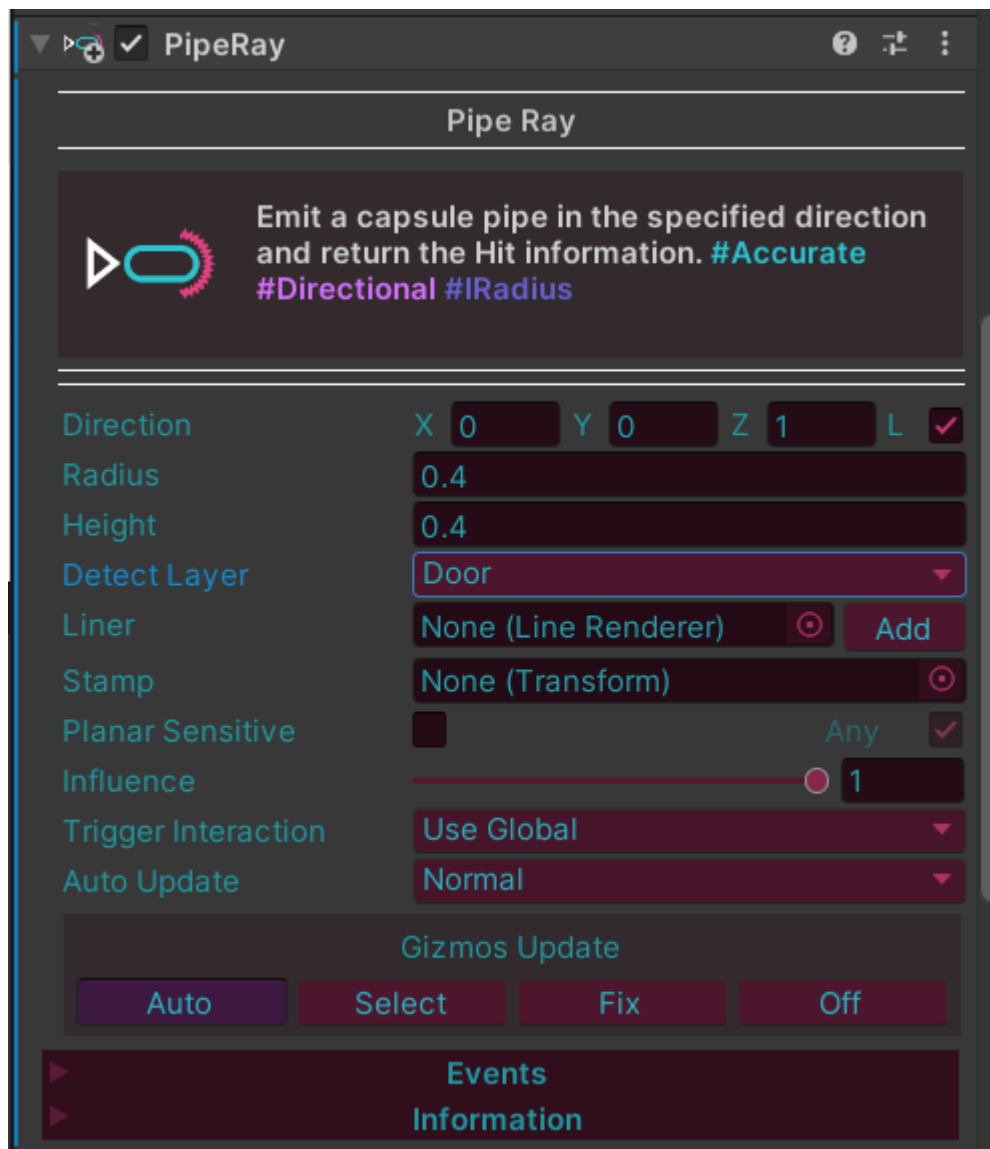 PipeRay
Pipe Ray
Emit a capsule pipe in the specified direction
and return the Hit information. #Accurate
#Directional #IRadius
Direction X 0 Y 0 Z 1 L
Radius 0.4
Height 0.4
Detect Layer Door
Liner None (Line Renderer) Add
Stamp None (Transform)
Planar Sensitive Any
Influence 1
Trigger Interaction Use Global
Auto Update Normal
Gizmos Update
Auto Select Fix Off
Events
Information